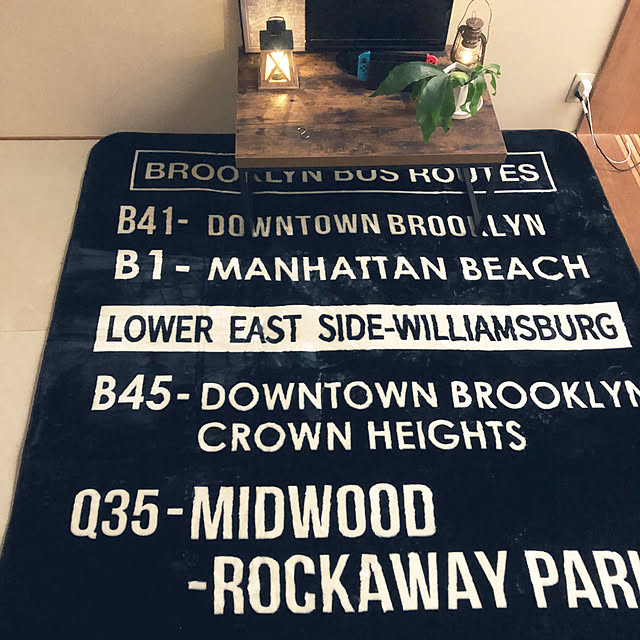 BROOKLYN BUS ROUTES
B41- DOWNTOWN BROOKLYN
B1- MANHATTAN BEACH
LOWER EAST SIDE-WILLIAMSBURG
B45- DOWNTOWN BROOKLYN
CROWN HEIGHTS
Q35-MIDWOOD
-ROCKAWAY PARK